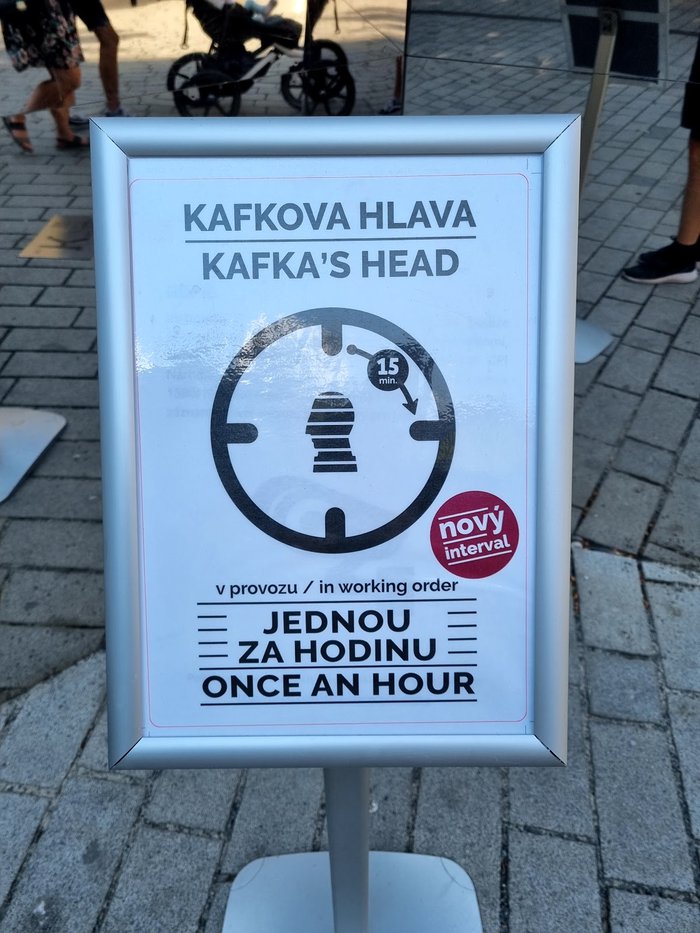 KAFKOVA HLAVA
KAFKA'S HEAD
15
min.
nový
interval
v provozu / in working order
JEDNOU
ZA HODINU
ONCE AN HOUR